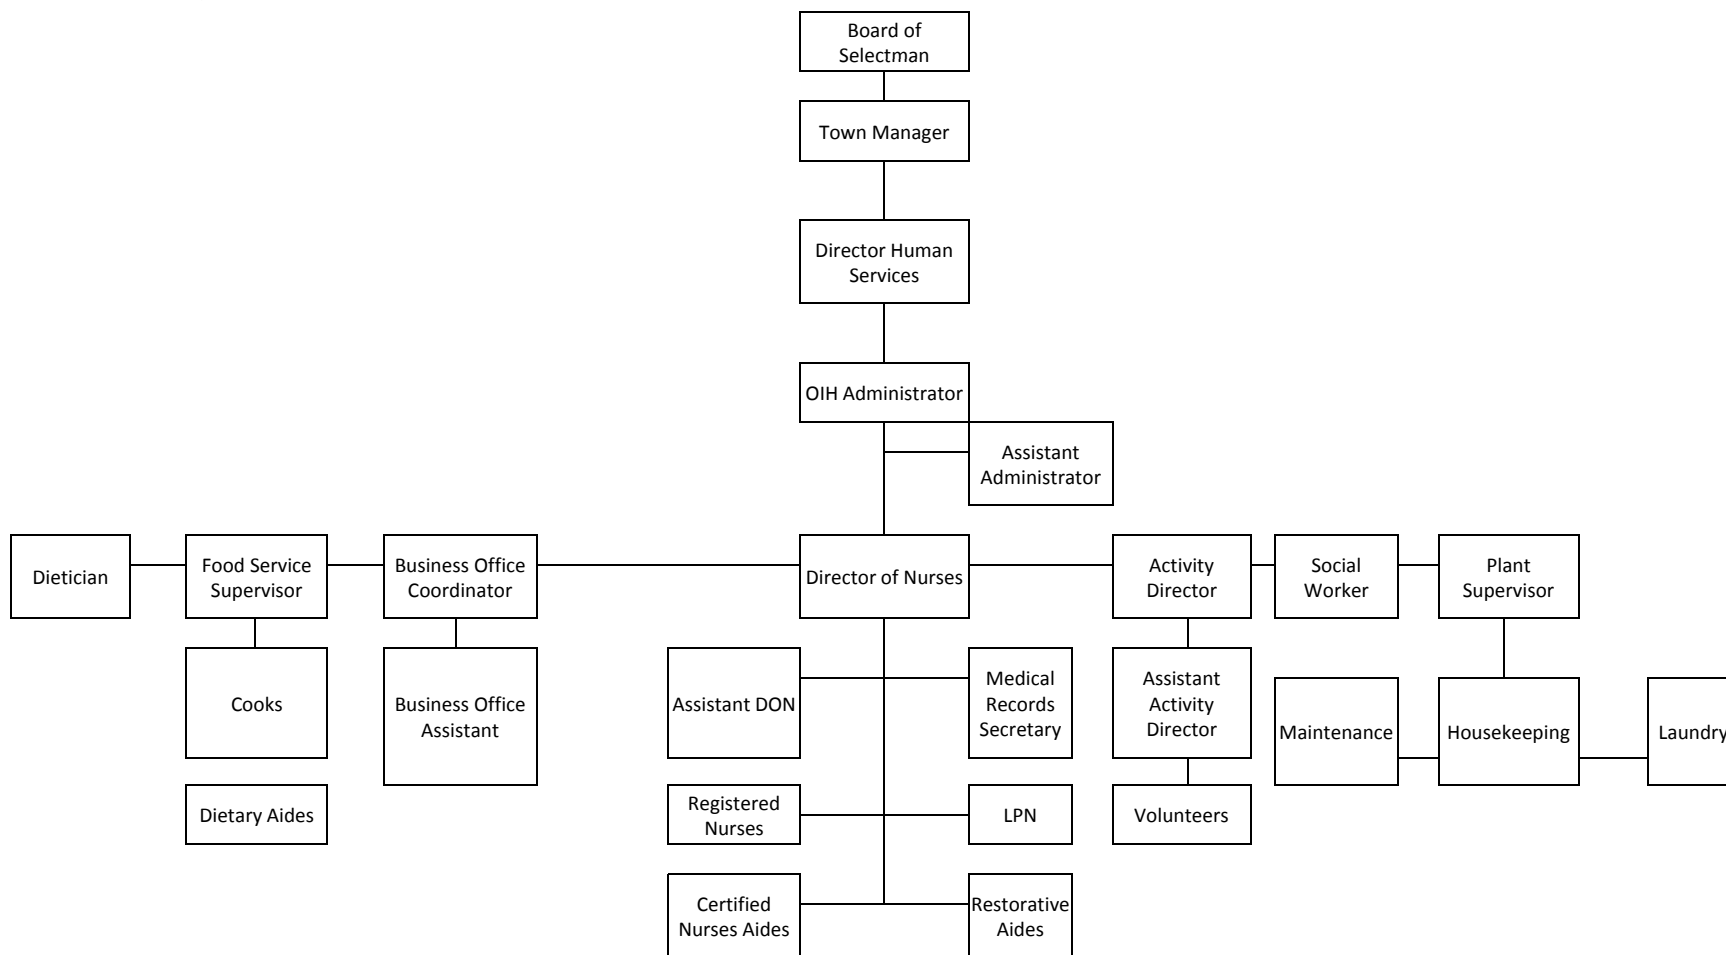 Board of
Selectman
Town Manager
Director Human
Services
OIH Administrator
Assistant
Administrator
Dietician
Food Service
Supervisor
Business Office
Coordinator
Director of Nurses
Activity
Director
Social
Worker
Plant
Supervisor
Cooks
Business Office
Assistant
Assistant DON
Medical
Records
Secretary
Assistant
Activity
Director
Maintenance
Housekeeping
Laundry
Dietary Aides
Registered
Nurses
LPN
Volunteers
Certified
Nurses Aides
Restorative
Aides